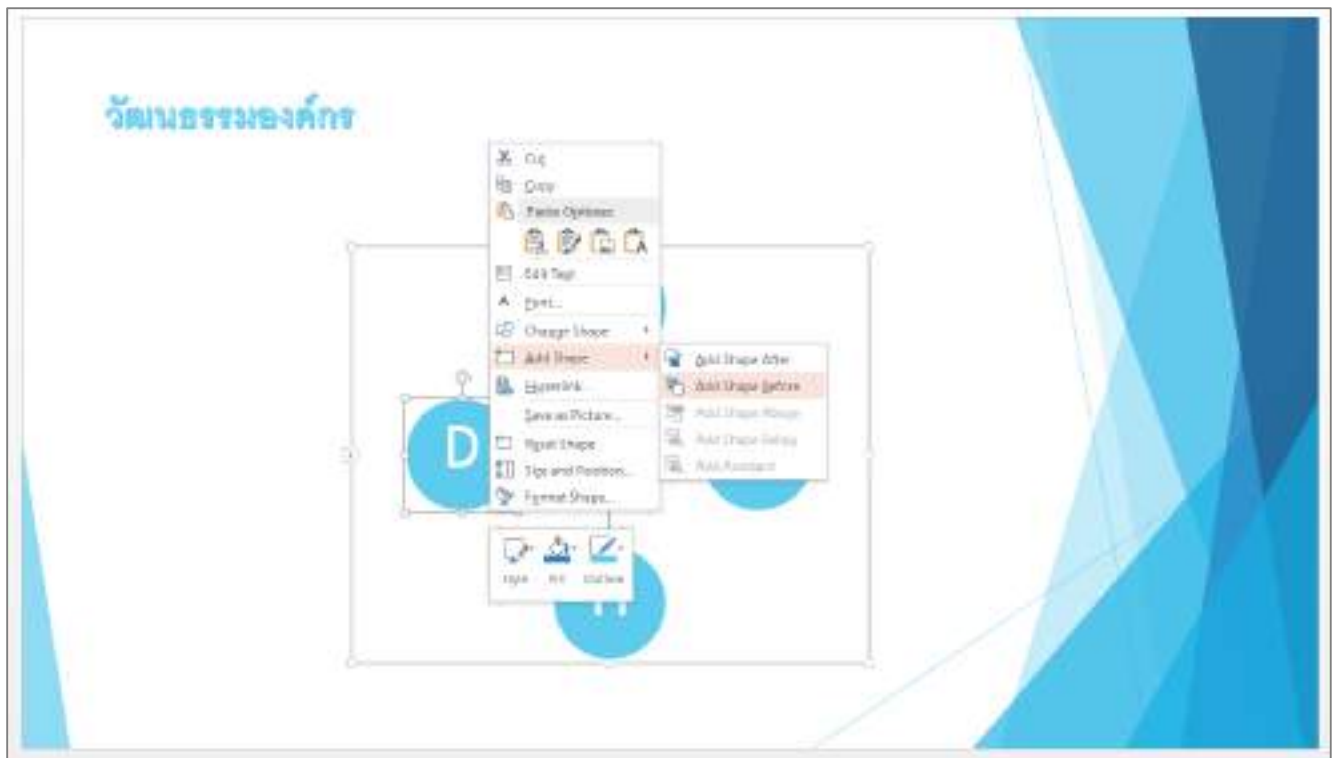 วัฒนธรรมองค์กร
Cut
Copy
Paste Options:
Edit Text
Font...
Change Shape
Add Shape
Add Shape After
Add Shape Before
Add Shape Above
Add Shape Below
Add Assistant
Hyperlink...
Save as Picture...
Reset Shape
Size and Position...
Format Shape...
D
Style Fill Outline